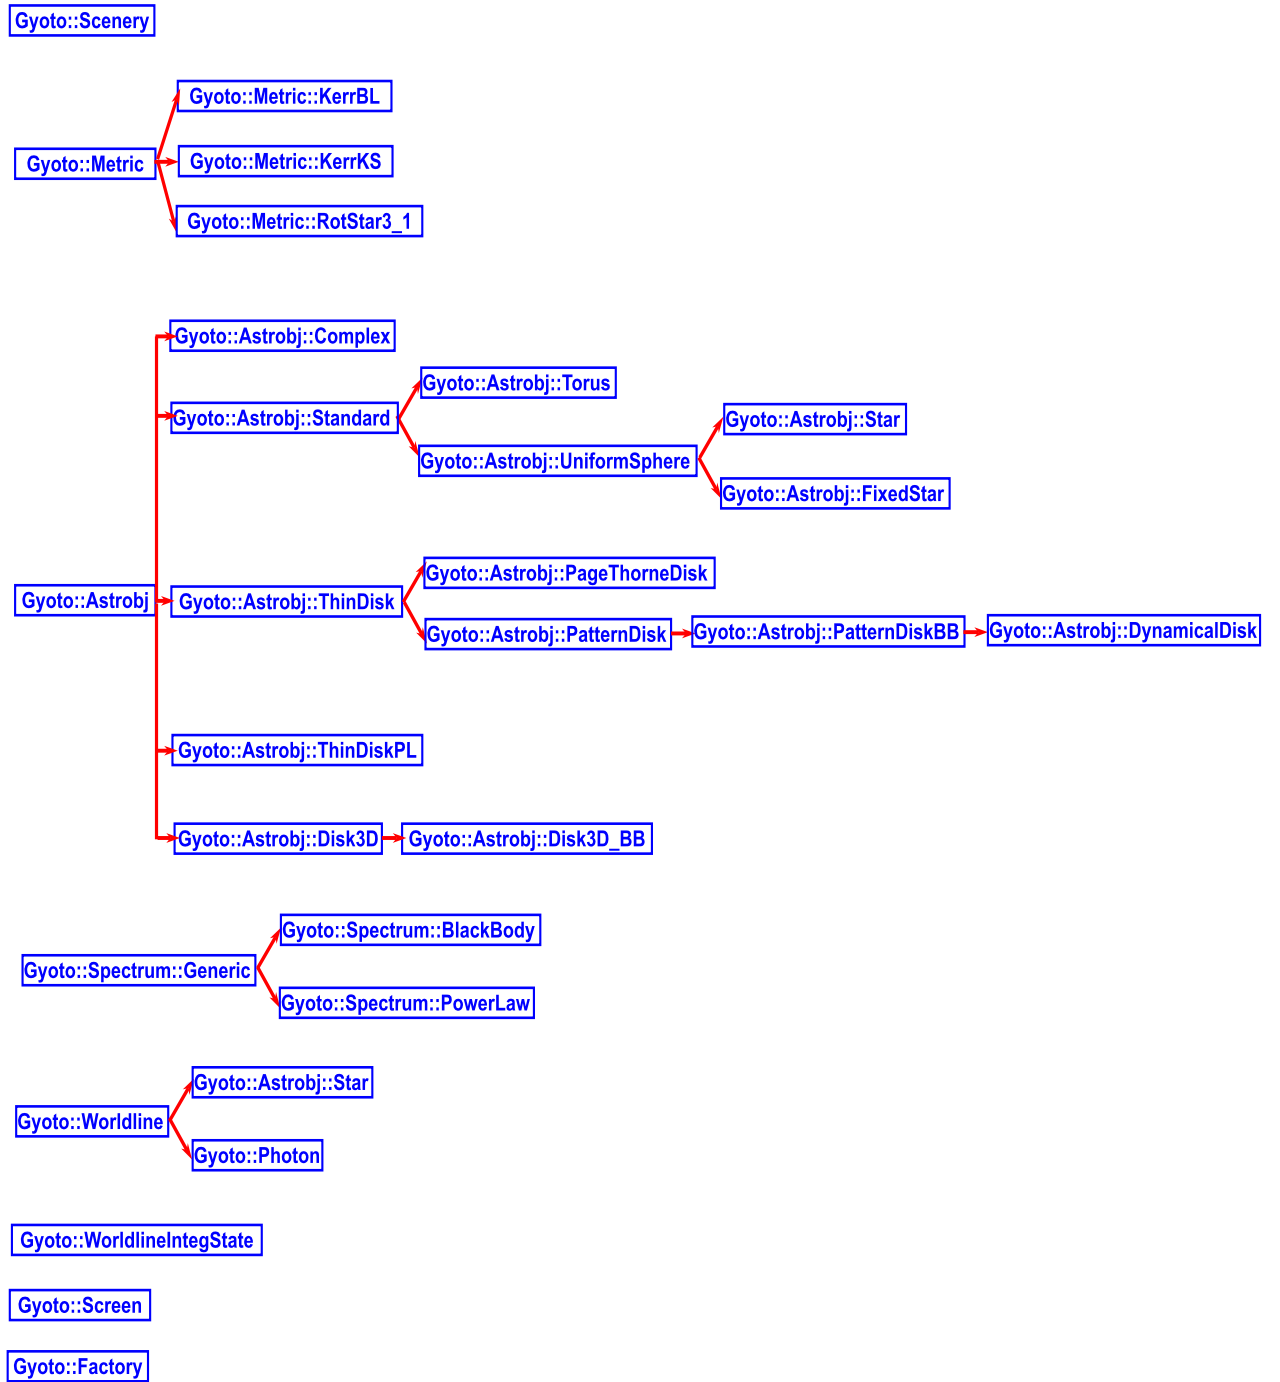 Gyoto::Scenery
Gyoto::Metric::KerrBL
Gyoto::Metric
Gyoto::Metric::KerrKS
Gyoto::Metric::RotStar3_1
Gyoto::Astrobj::Complex
Gyoto::Astrobj::Torus
Gyoto::Astrobj::Standard
Gyoto::Astrobj::Star
Gyoto::Astrobj::UniformSphere
Gyoto::Astrobj::FixedStar
Gyoto::Astrobj::PageThorneDisk
Gyoto::Astrobj
Gyoto::Astrobj::ThinDisk
Gyoto::Astrobj::PatternDisk
Gyoto::Astrobj::PatternDiskBB
Gyoto::Astrobj::DynamicalDisk
Gyoto::Astrobj::ThinDiskPL
Gyoto::Astrobj::Disk3D
Gyoto::Astrobj::Disk3D_BB
Gyoto::Spectrum::BlackBody
Gyoto::Spectrum::Generic
Gyoto::Spectrum::PowerLaw
Gyoto::Astrobj::Star
Gyoto::Worldline
Gyoto::Photon
Gyoto::WorldlineIntegState
Gyoto::Screen
Gyoto::Factory